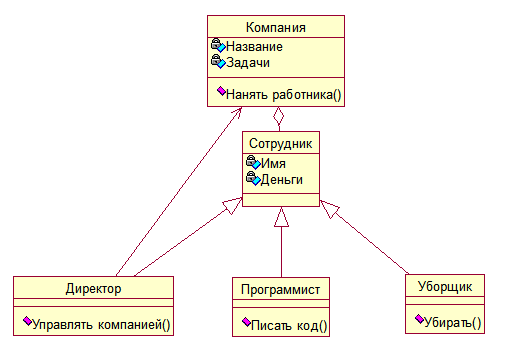 Компания
Название
Задачи
Нанять работника()
Сотрудник
Имя
Деньги
Директор
Управлять компанией()
Программист
Писать код()
Уборщик
Убирать()